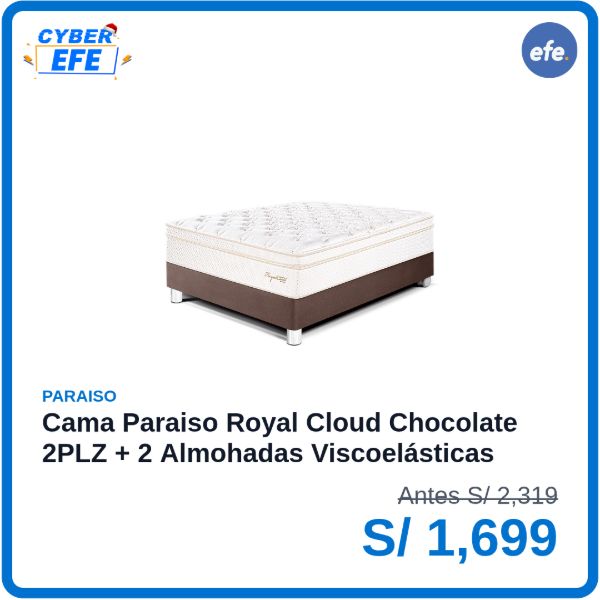 CYBER
EFE
efe.
PARAISO
Cama Paraiso Royal Cloud Chocolate
2PLZ + 2 Almohadas Viscoelásticas
Antes S/ 2,319
S/ 1,699